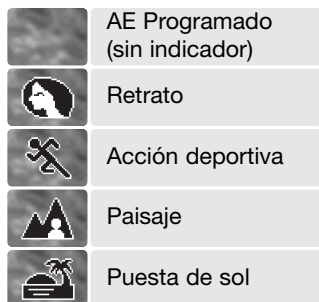 AE Programado
(sin indicador)
Retrato
Acción deportiva
Paisaje
Puesta de sol